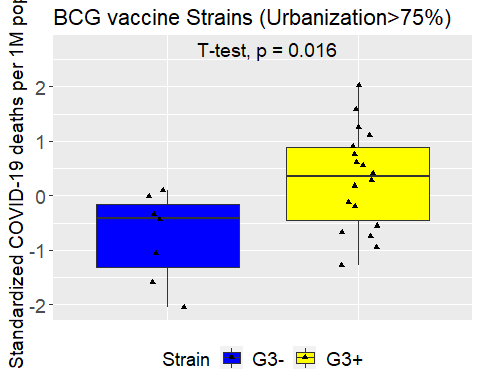 BCG vaccine Strains (Urbanization>75%)
Standardized COVID-19 deaths per 1M pop
T-test, p = 0.016
2
1
0
-1
-2
Strain G3- G3+